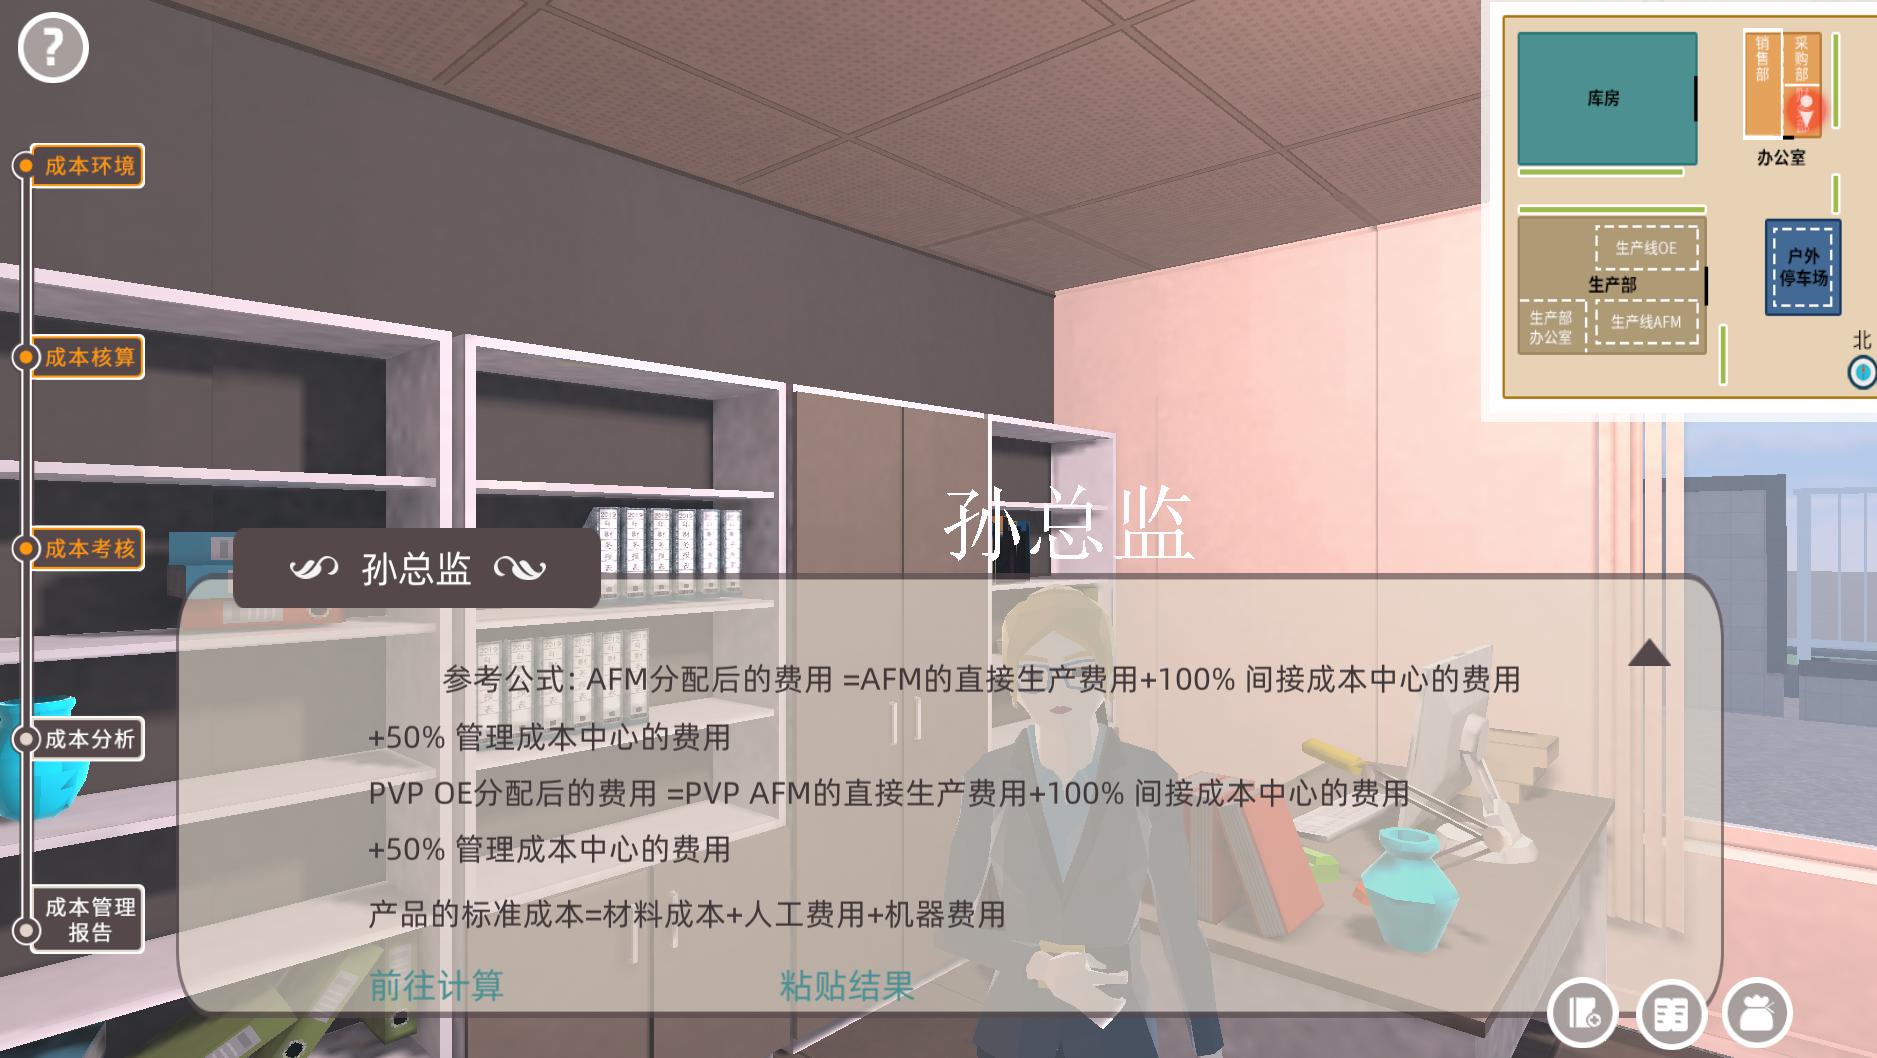 ?
成本环境
成本核算
成本考核
成本分析
成本管理
报告
库房
销售部
采购部
办公室
生产线OE
生产部
生产部
办公室
生产线AFM
户外
停车场
北
孙总监
孙总监
参考公式: AFM分配后的费用 =AFM的直接生产费用+100% 间接成本中心的费用
+50% 管理成本中心的费用
PVP OE分配后的费用 =PVP AFM的直接生产费用+100% 间接成本中心的费用
+50% 管理成本中心的费用
产品的标准成本=材料成本+人工费用+机器费用
前往计算
粘贴结果